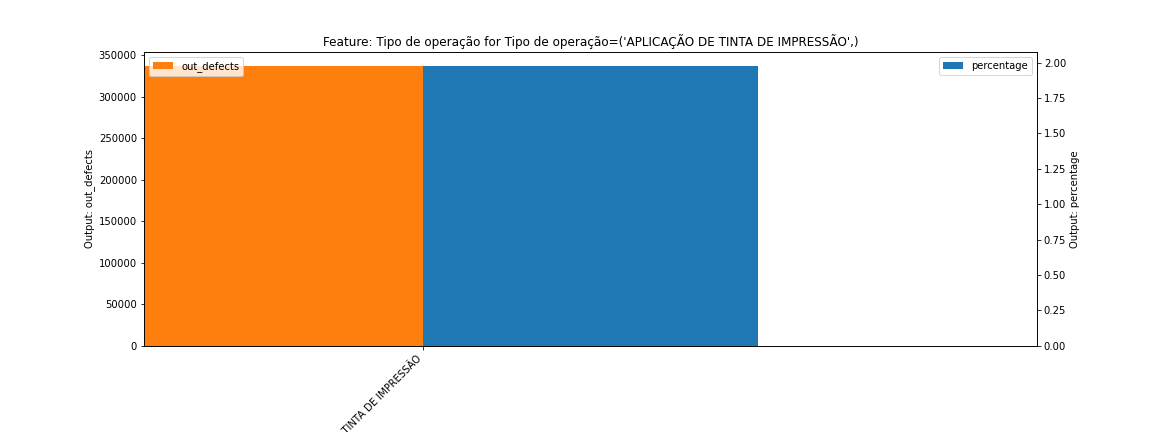 Feature: Tipo de operação for Tipo de operação=('APLICAÇÃO DE TINTA DE IMPRESSÃO',)
out_defects
percentage
350000
300000
250000
200000
150000
100000
50000
0
Output: out_defects
2.00
1.75
1.50
1.25
1.00
0.75
0.50
0.25
0.00
Output: percentage
TINTA DE IMPRESSÃO